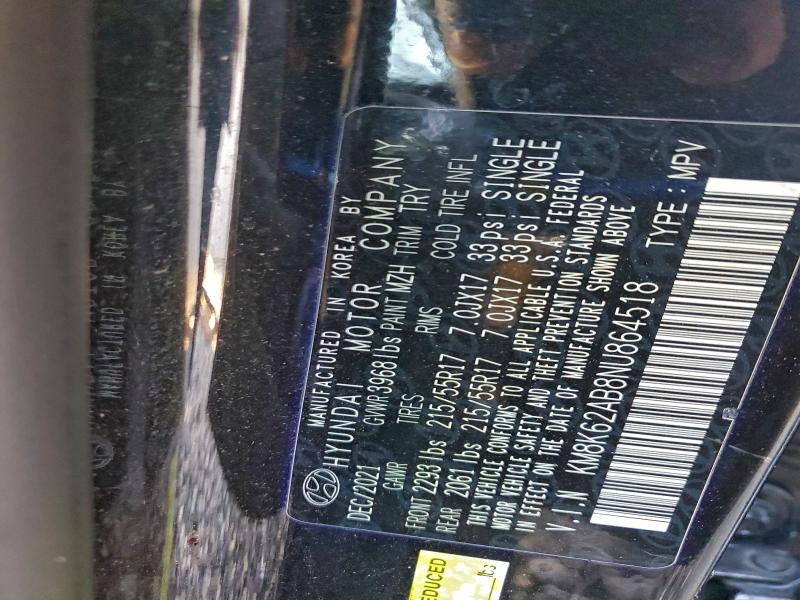 MANUFACTURED IN KOREA BY
HYUNDAI MOTOR COMPANY
DEC/2021 GVWR 3968 lbs PAINT MZH TRIM TRY
GAWR TIRES RIMS COLD TIRE INFL
FRONT 2293 lbs 215/55R17 7.0JX17 33psi SINGLE
REAR 2061 lbs 215/55R17 7.0JX17 33psi SINGLE
THIS VEHICLE CONFORMS TO ALL APPLICABLE U.S.A. FEDERAL
MOTOR VEHICLE SAFETY AND THEFT PREVENTION STANDARDS
IN EFFECT ON THE DATE OF MANUFACTURE SHOWN ABOVE
V.I.N KM8K62AB8NU864518 TYPE : MPV
EDUCED
lbs